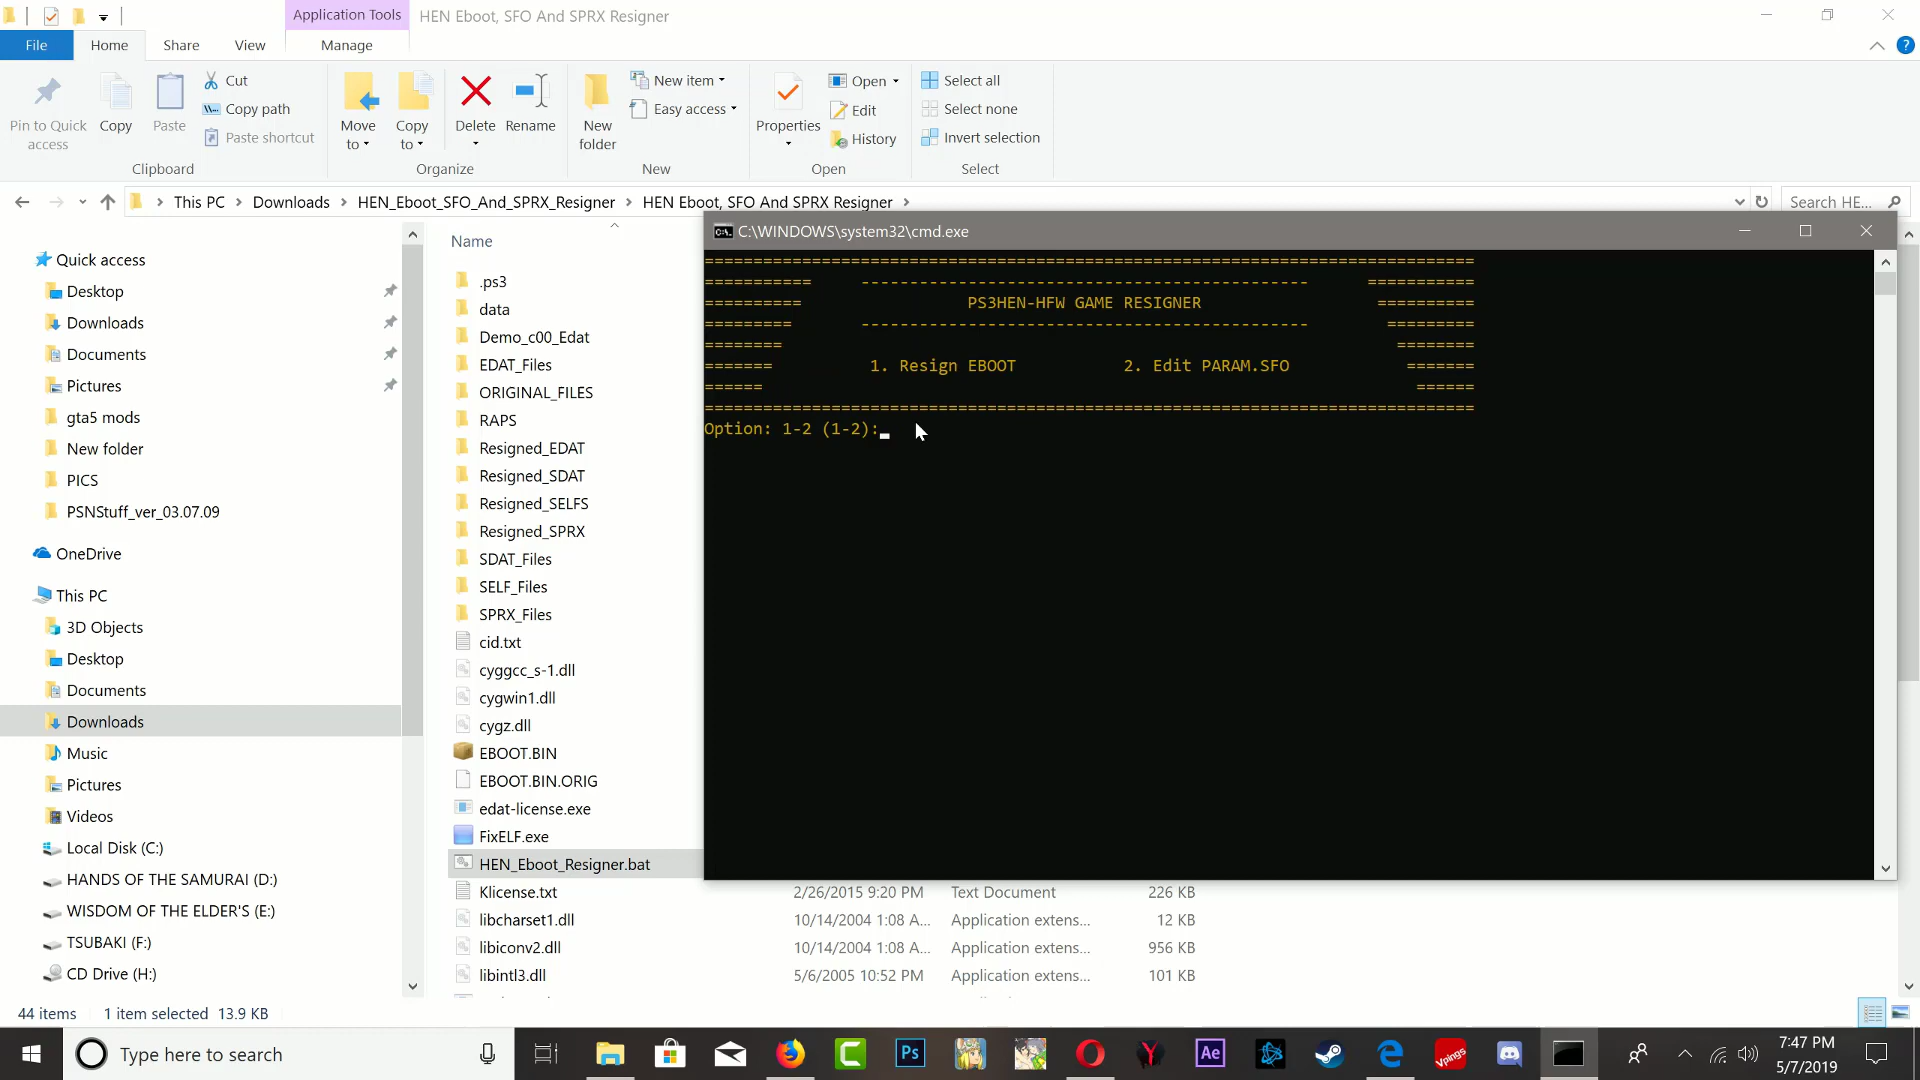 Application Tools
HEN Eboot, SFO And SPRX Resigner
File
Home
Share
View
Manage
Pin to Quick access
Copy
Paste
Cut
Copy path
Paste shortcut
Clipboard
Move to
Copy to
Delete
Rename
Organize
New folder
New item
Easy access
New
Properties
Open
Edit
History
Open
Select all
Select none
Invert selection
Select
This PC > Downloads > HEN_Eboot_SFO_And_SPRX_Resigner > HEN Eboot, SFO And SPRX Resigner >
Search HE...
Quick access
Desktop
Downloads
Documents
Pictures
gta5 mods
New folder
PICS
PSNStuff_ver_03.07.09
OneDrive
This PC
3D Objects
Desktop
Documents
Downloads
Music
Pictures
Videos
Local Disk (C:)
HANDS OF THE SAMURAI (D:)
WISDOM OF THE ELDER'S (E:)
TSUBAKI (F:)
CD Drive (H:)
Name
.ps3
data
Demo_c00_Edat
EDAT_Files
ORIGINAL_FILES
RAPS
Resigned_EDAT
Resigned_SDAT
Resigned_SELFS
Resigned_SPRX
SDAT_Files
SELF_Files
SPRX_Files
cid.txt
cyggcc_s-1.dll
cygwin1.dll
cygz.dll
EBOOT.BIN
EBOOT.BIN.ORIG
edat-license.exe
FixELF.exe
HEN_Eboot_Resigner.bat
Klicense.txt 2/26/2015 9:20 PM Text Document 226 KB
libcharset1.dll 10/14/2004 1:08 A... Application extens... 12 KB
libiconv2.dll 10/14/2004 1:08 A... Application extens... 956 KB
libintl3.dll 5/6/2005 10:52 PM Application extens... 101 KB
C:\WINDOWS\system32\cmd.exe
PS3HEN-HFW GAME RESIGNER
1. Resign EBOOT 2. Edit PARAM.SFO
Option: 1-2 (1-2):
44 items 1 item selected 13.9 KB
Type here to search
Ps
Ae
Vpings
7:47 PM
5/7/2019